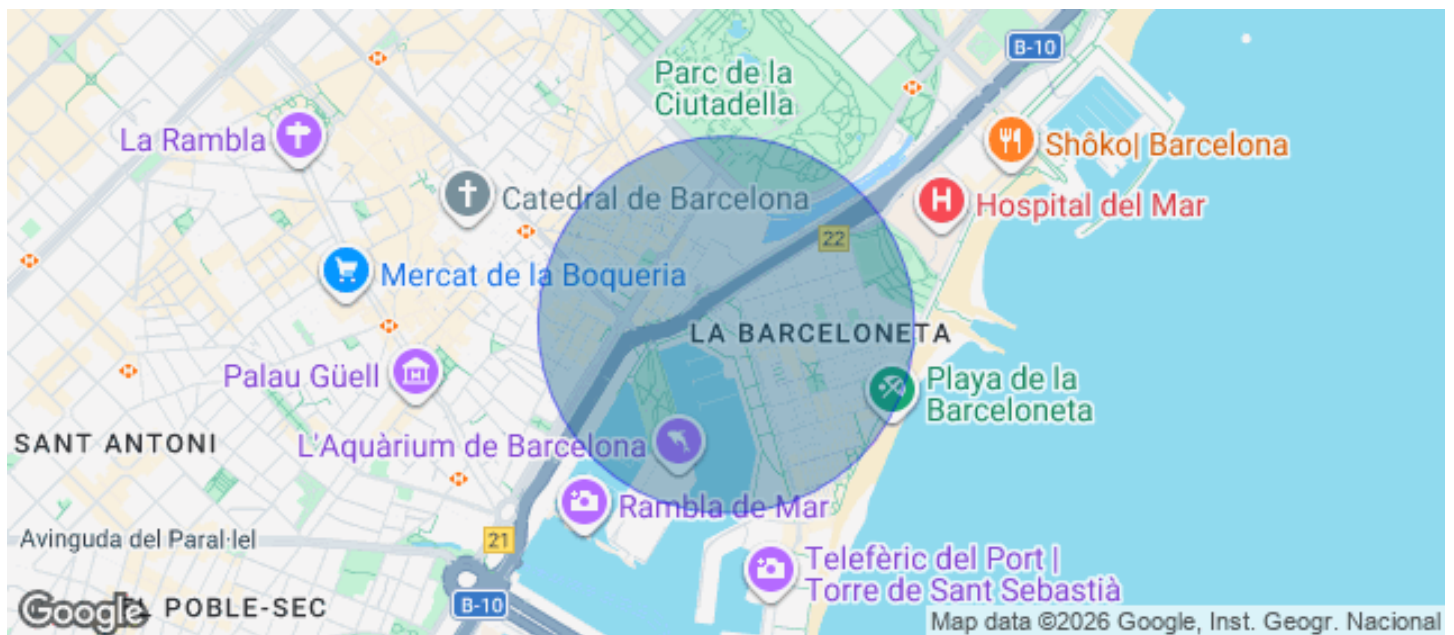 B-10
Parc de la
Ciutadella
La Rambla
Shôko| Barcelona
Catedral de Barcelona
H
Hospital del Mar
22
Mercat de la Boqueria
LA BARCELONETA
Palau Güell
Playa de la
Barceloneta
SANT ANTONI
L'Aquàrium de Barcelona
Rambla de Mar
Avinguda del Paral·lel
21
Telefèric del Port |
Torre de Sant Sebastià
Google
POBLE-SEC
B-10
Map data ©2026 Google, Inst. Geogr. Nacional